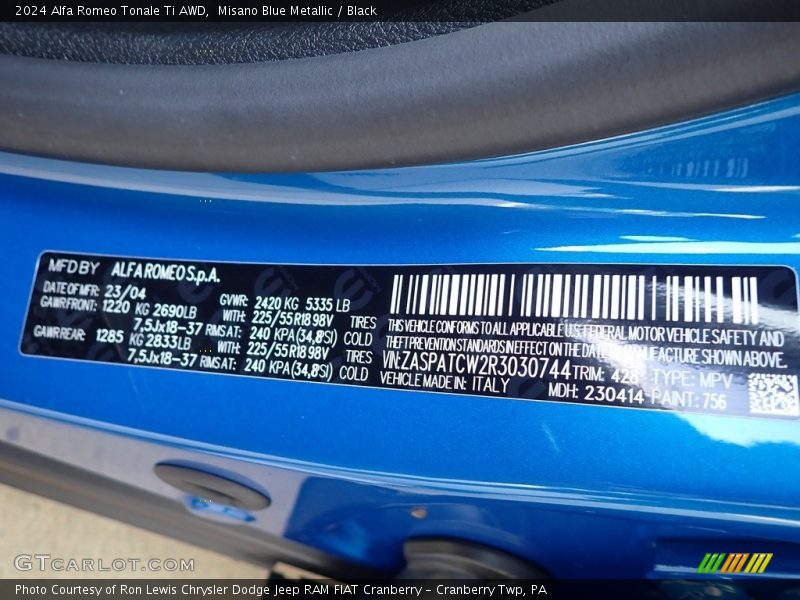 2024 Alfa Romeo Tonale Ti AWD,  Misano Blue Metallic / Black
MFD BY  ALFA ROMEO S.p.A.
DATE OF MFR: 23/04  GVWR: 2420 KG 5335 LB
GAWR FRONT: 1220 KG 2690LB  WITH: 225/55R18 98V TIRES
7,5Jx18-37 RIMS AT: 240 KPA(34,8SI) COLD
GAWR REAR: 1285 KG 2833LB  WITH: 225/55R18 98V TIRES
7,5Jx18-37 RIMS AT: 240 KPA(34,8SI) COLD
THIS VEHICLE CONFORMS TO ALL APPLICABLE U.S. FEDERAL MOTOR VEHICLE SAFETY AND
THEFT PREVENTION STANDARDS IN EFFECT ON THE DATE OF MANUFACTURE SHOWN ABOVE.
VIN: ZASPATCW2R3030744 TRIM: 428 TYPE: MPV
VEHICLE MADE IN: ITALY  MDH: 230414 PAINT: 756
GTCARLOT.COM
Photo Courtesy of Ron Lewis Chrysler Dodge Jeep RAM FIAT Cranberry - Cranberry Twp, PA